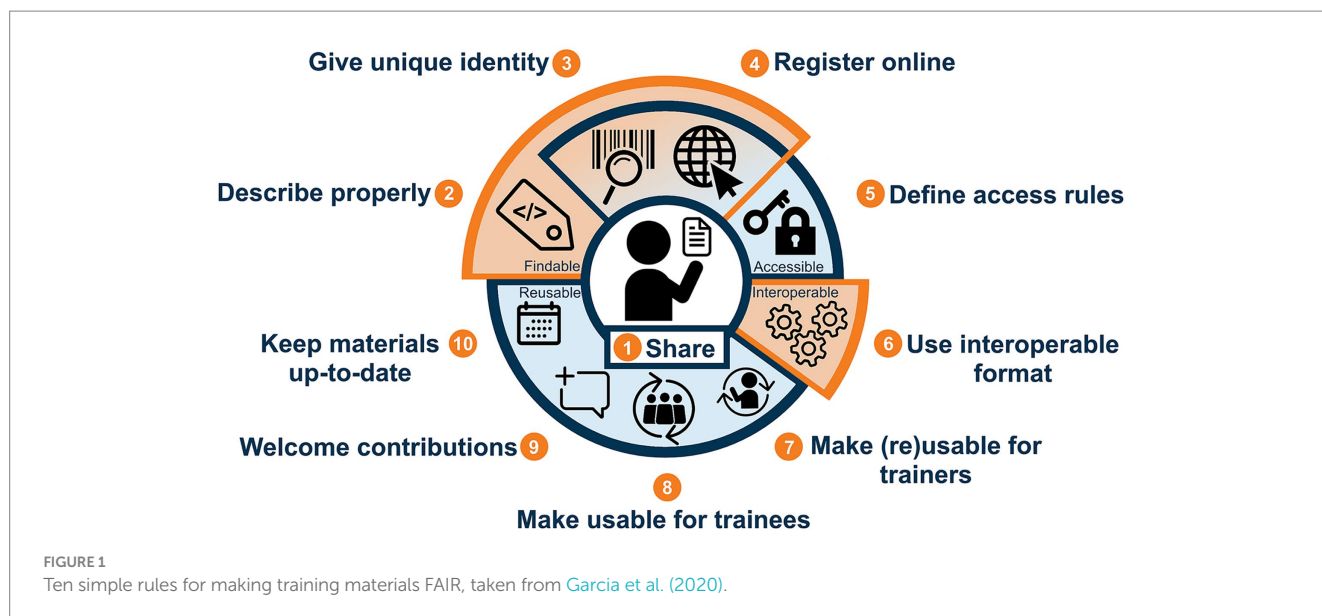 Give unique identity 3
4 Register online
Describe properly 2
5 Define access rules
</>
Findable
Accessible
Reusable
Interoperable
1 Share
Keep materials 10
up-to-date
6 Use interoperable
format
Welcome contributions 9
7 Make (re)usable for
trainers
8
Make usable for trainees
FIGURE 1
Ten simple rules for making training materials FAIR, taken from Garcia et al. (2020).